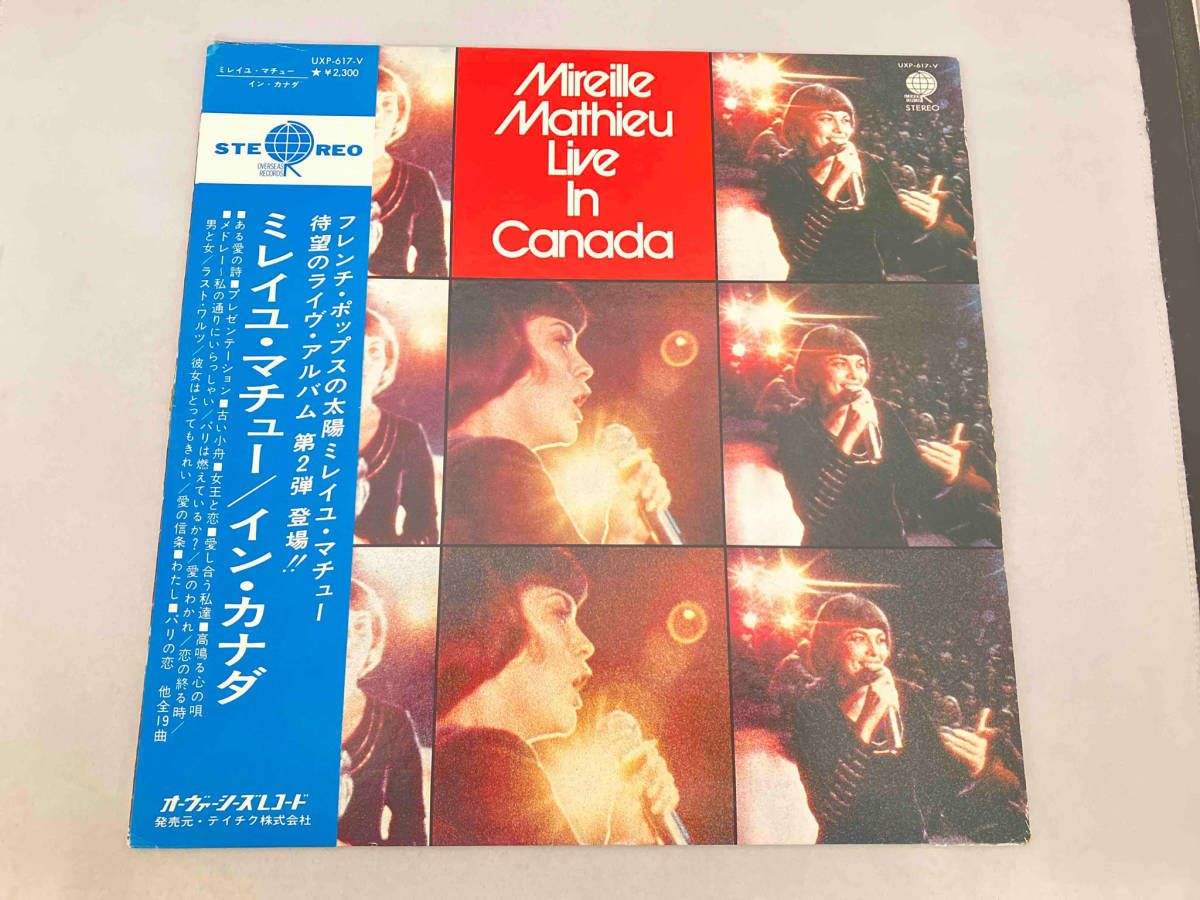 UXP-617-V
★¥2,300
ミレイユ・マチュー
イン・カナダ
STEREO
OVERSEAS
RECORDS
フレンチ・ポップスの太陽ミレイユ・マチュー
待望のライヴ・アルバム 第2弾 登場!!
ミレイユ・マチュー/イン・カナダ
■ある愛の詩■プレゼンテーション■古い小舟■女王と恋■愛し合う私達■高鳴る心の唄
■メドレー~私の通りにいらっしゃい/パリは燃えているか?/愛のわかれ/恋の終る時/
男と女/ラスト・ワルツ/彼女はとってもきれい/愛の信条■わたし■パリの恋 他全19曲
オーヴァーシーズレコード
発売元・テイチク株式会社
Mireille
Mathieu
Live
In
Canada
UXP-617-V
STEREO